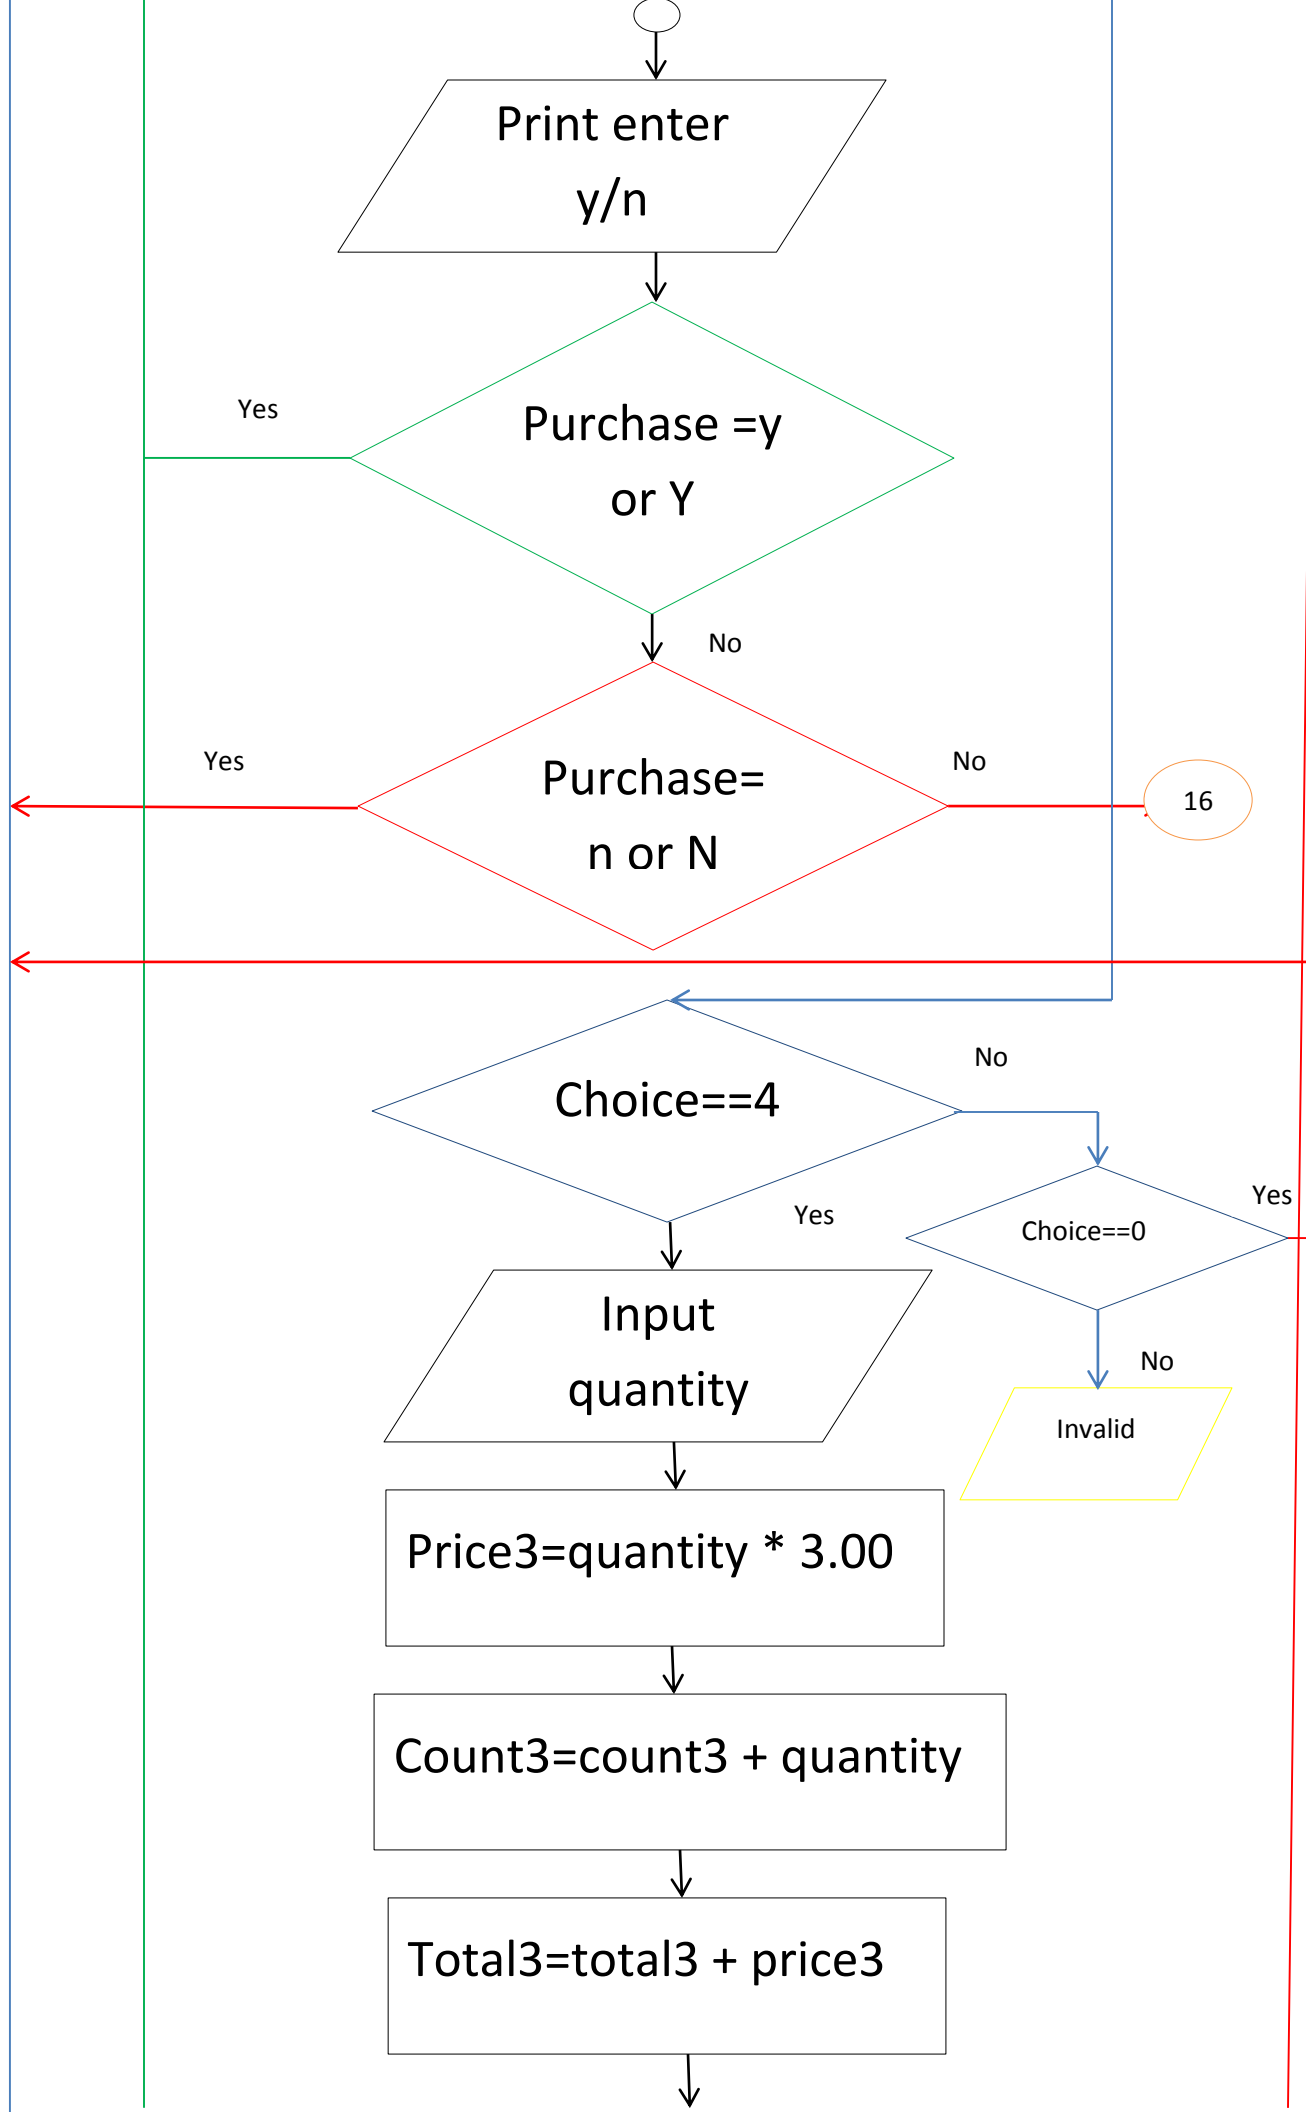 Print enter
y/n
Yes
Purchase =y
or Y
No
Yes
Purchase=
n or N
No
16
Choice==4
No
Yes
Choice==0
Yes
Input
quantity
No
Invalid
Price3=quantity * 3.00
Count3=count3 + quantity
Total3=total3 + price3